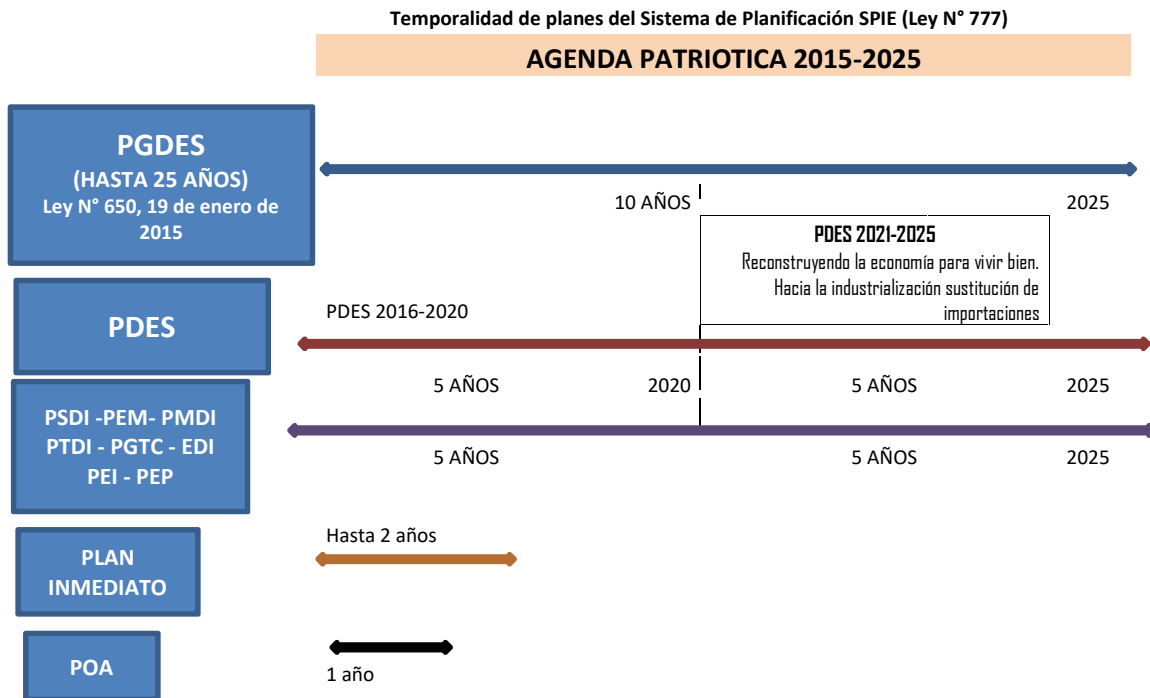 Temporalidad de planes del Sistema de Planificación SPIE (Ley N° 777)
AGENDA PATRIOTICA 2015-2025
PGDES
(HASTA 25 AÑOS)
Ley N° 650, 19 de enero de
2015
10 AÑOS
2025
PDES 2021-2025
Reconstruyendo la economía para vivir bien.
Hacia la industrialización sustitución de
importaciones
PDES
PDES 2016-2020
5 AÑOS
2020
5 AÑOS
2025
PSDI -PEM- PMDI
PTDI - PGTC - EDI
PEI - PEP
5 AÑOS
5 AÑOS
2025
PLAN
INMEDIATO
Hasta 2 años
POA
1 año